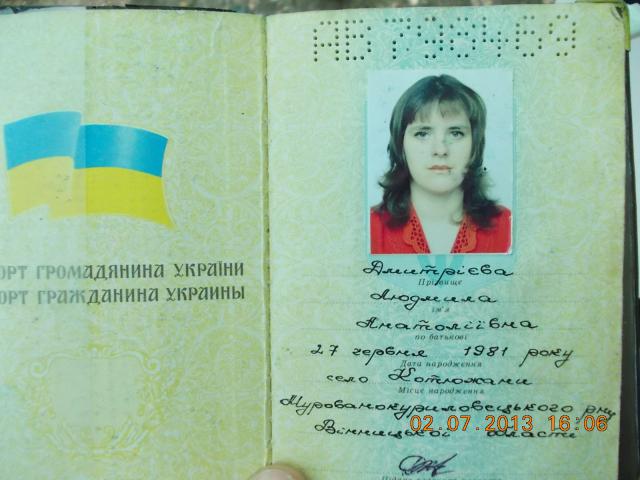 ОРТ ГРОМАДЯНИНА УКРАЇНИ
ОРТ ГРАЖДАНИНА УКРАИНЫ
АВ 798469
Дмитрієва
Прізвище
Людмила
ім'я
Анатоліївна
по батькові
27 червня 1981 року
Дата народження
село Котюжани
Місце народження
Мурованокуриловецького р-ну
Вінницької області
02.07.2013 16:06